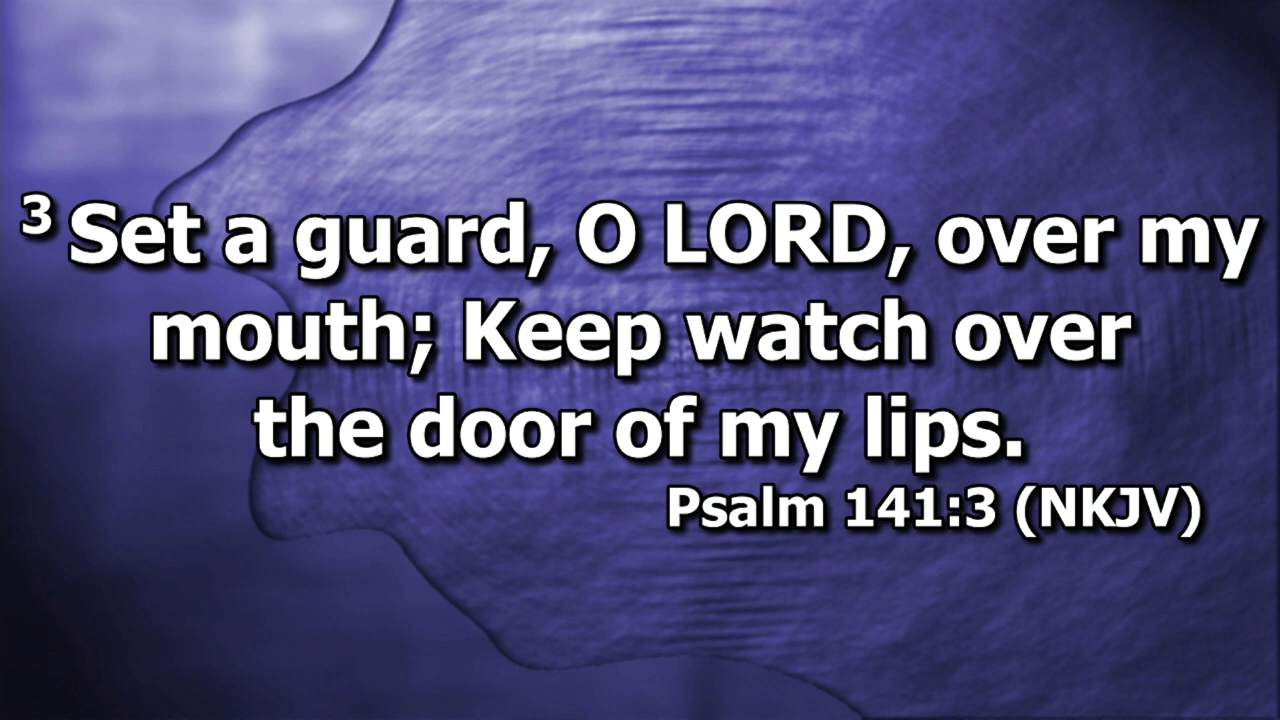 3 Set a guard, O LORD, over my
mouth; Keep watch over
the door of my lips.
Psalm 141:3 (NKJV)